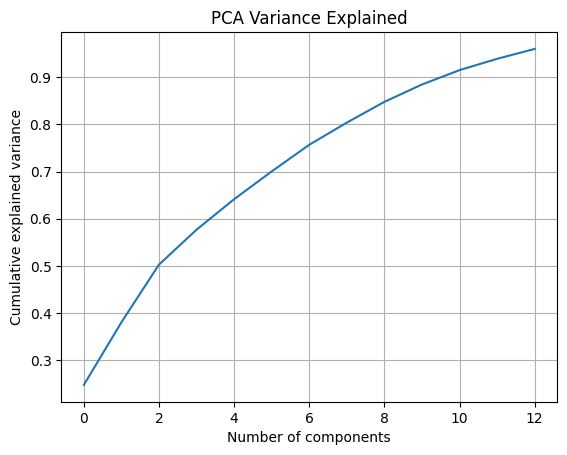 PCA Variance Explained
Cumulative explained variance
0.9
0.8
0.7
0.6
0.5
0.4
0.3
0 2 4 6 8 10 12
Number of components